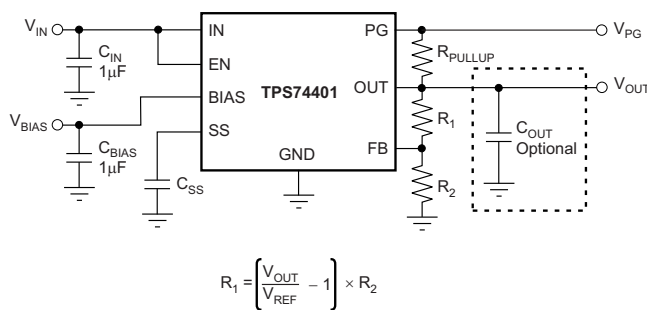 V_IN IN PG V_PG
C_IN
1μF
EN
R_PULLUP
BIAS TPS74401 OUT V_OUT
V_BIAS
C_BIAS
1μF
SS
R_1
C_OUT
Optional
C_SS
GND
FB
R_2
R_1 = [V_OUT / V_REF − 1] × R_2